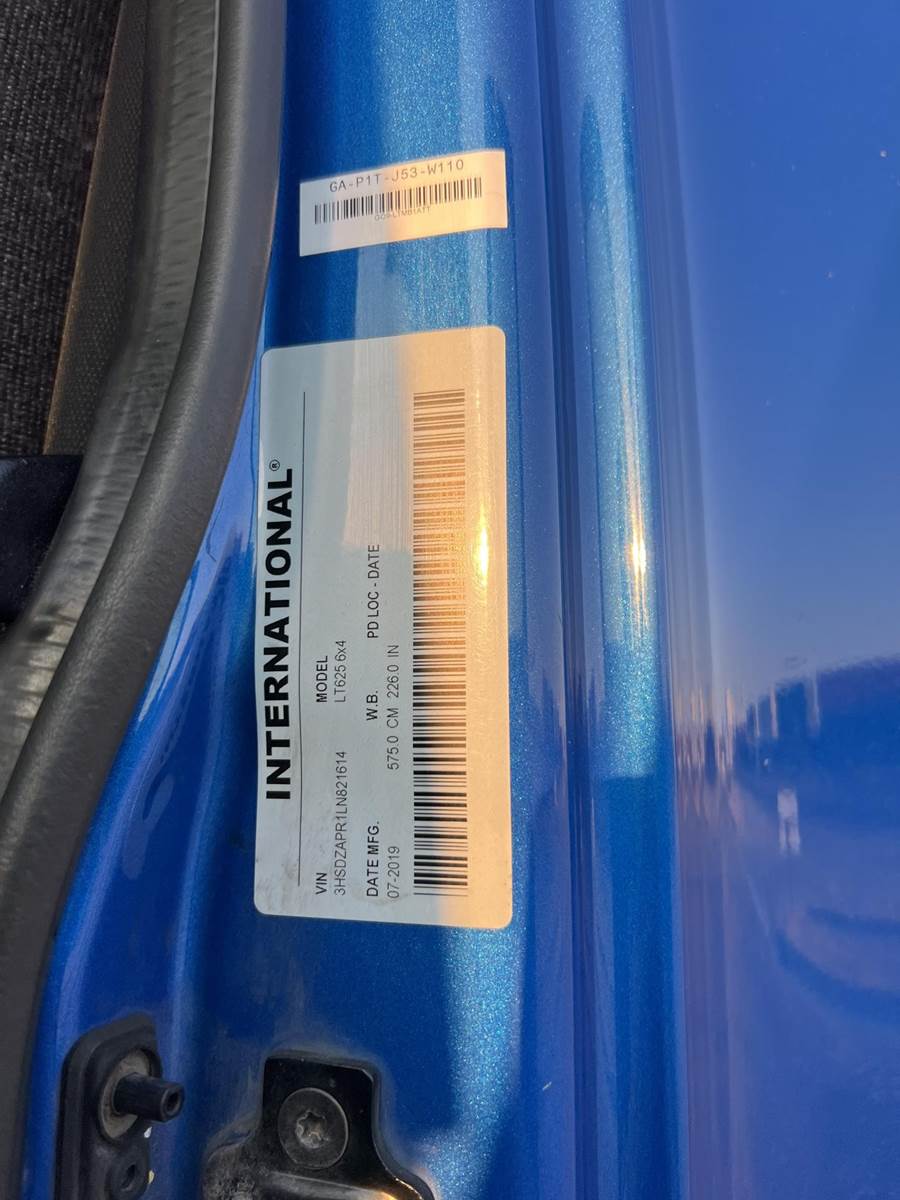 GA-P1T-J53-W110
INTERNATIONAL®
VIN MODEL
3HSDZAPR1LN821614 LT625 6x4
DATE MFG. W.B. PD LOC - DATE
07-2019 575.0 CM 226.0 IN